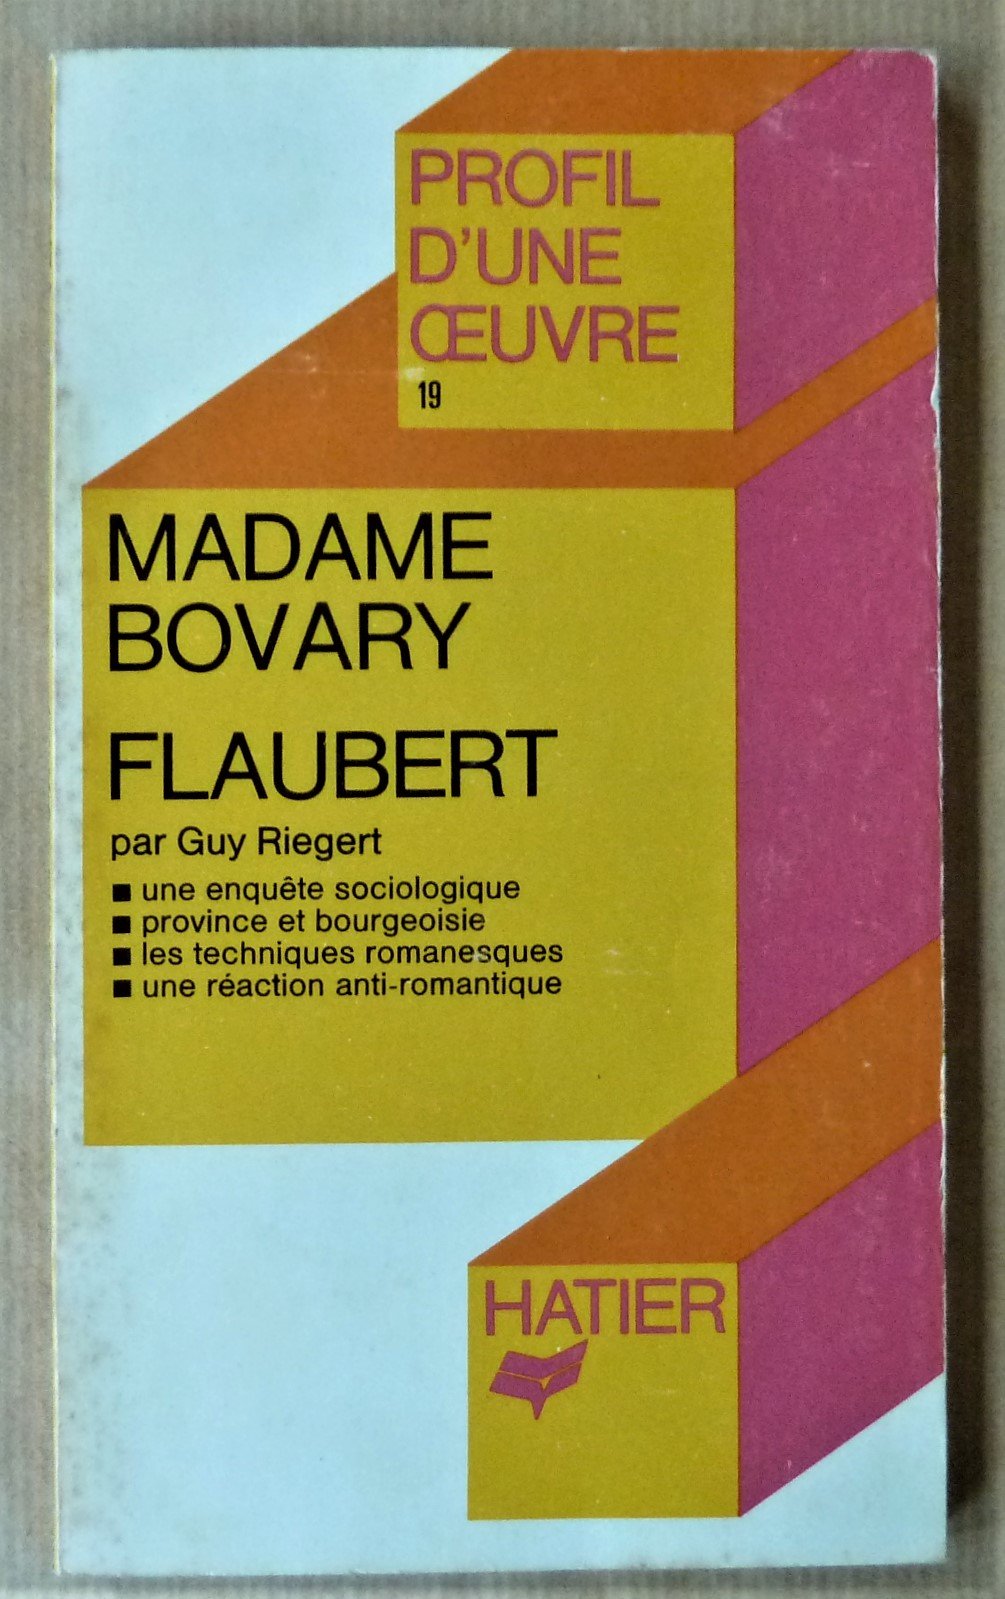 PROFIL
D'UNE
ŒUVRE
19
MADAME
BOVARY
FLAUBERT
par Guy Riegert
■ une enquête sociologique
■ province et bourgeoisie
■ les techniques romanesques
■ une réaction anti-romantique
HATIER